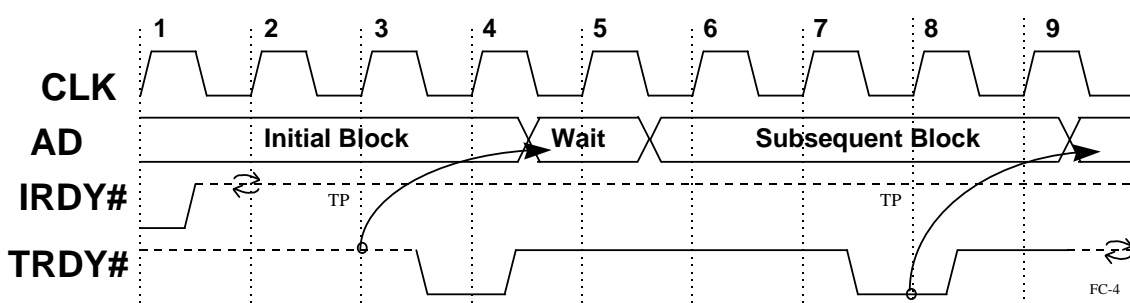 1 2 3 4 5 6 7 8 9
CLK
AD Initial Block Wait Subsequent Block
IRDY#
TP TP
TRDY#
FC-4